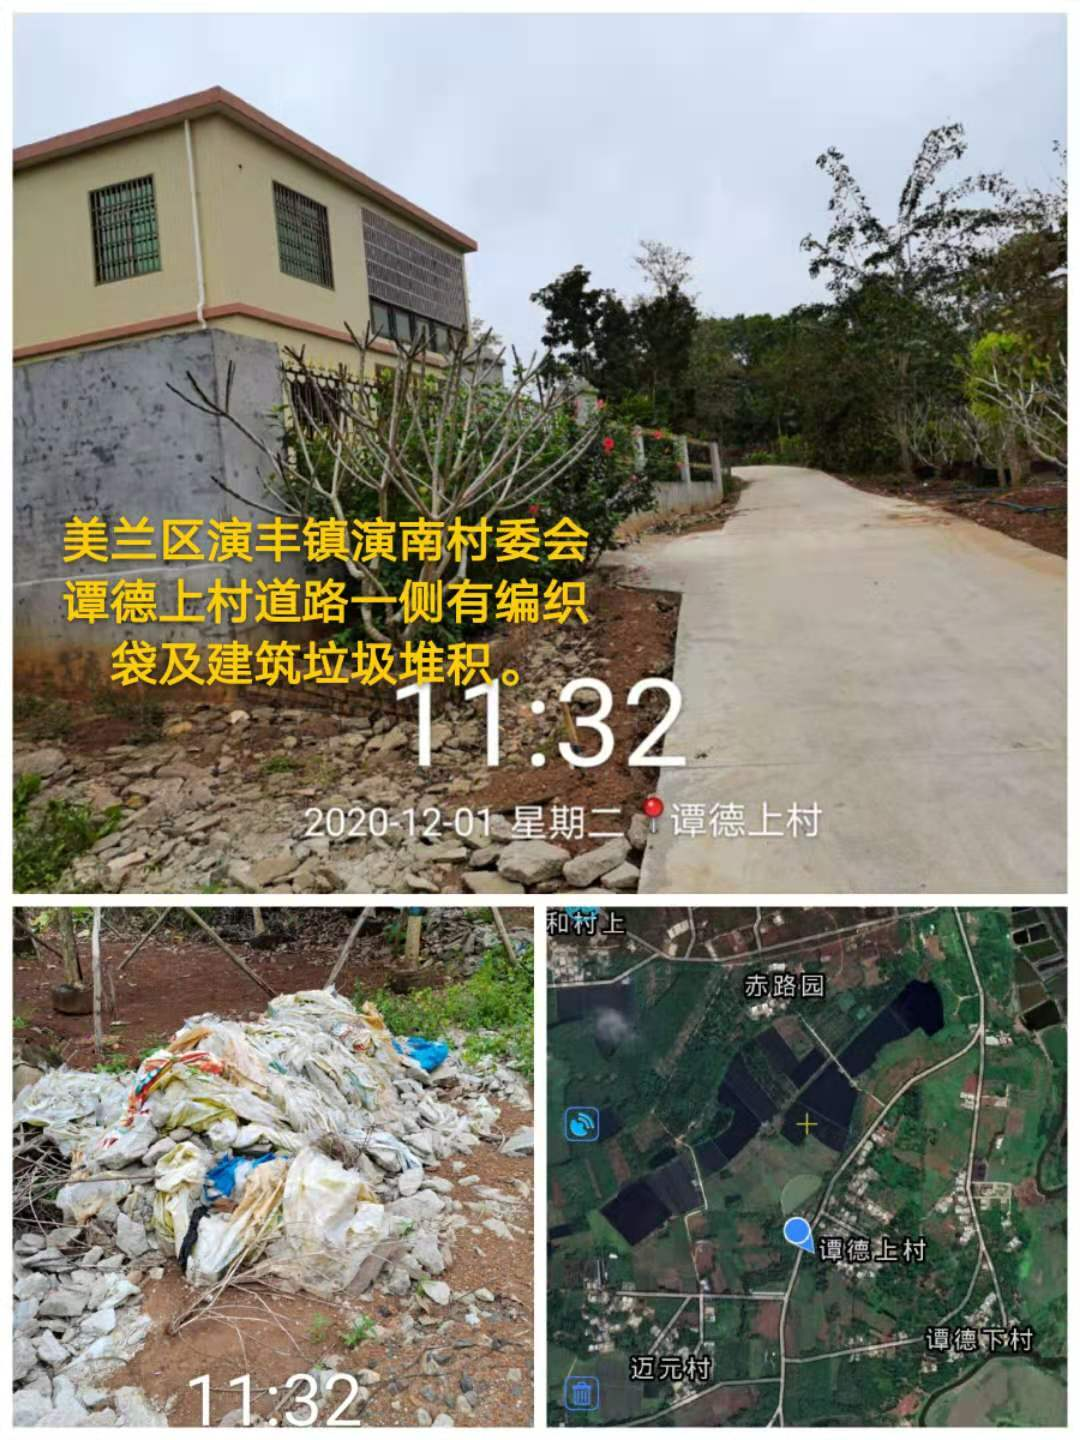 美兰区演丰镇演南村委会
谭德上村道路一侧有编织
袋及建筑垃圾堆积。
11:32
2020-12-01 星期二 谭德上村
11:32
和村上
赤路园
谭德上村
谭德下村
迈元村